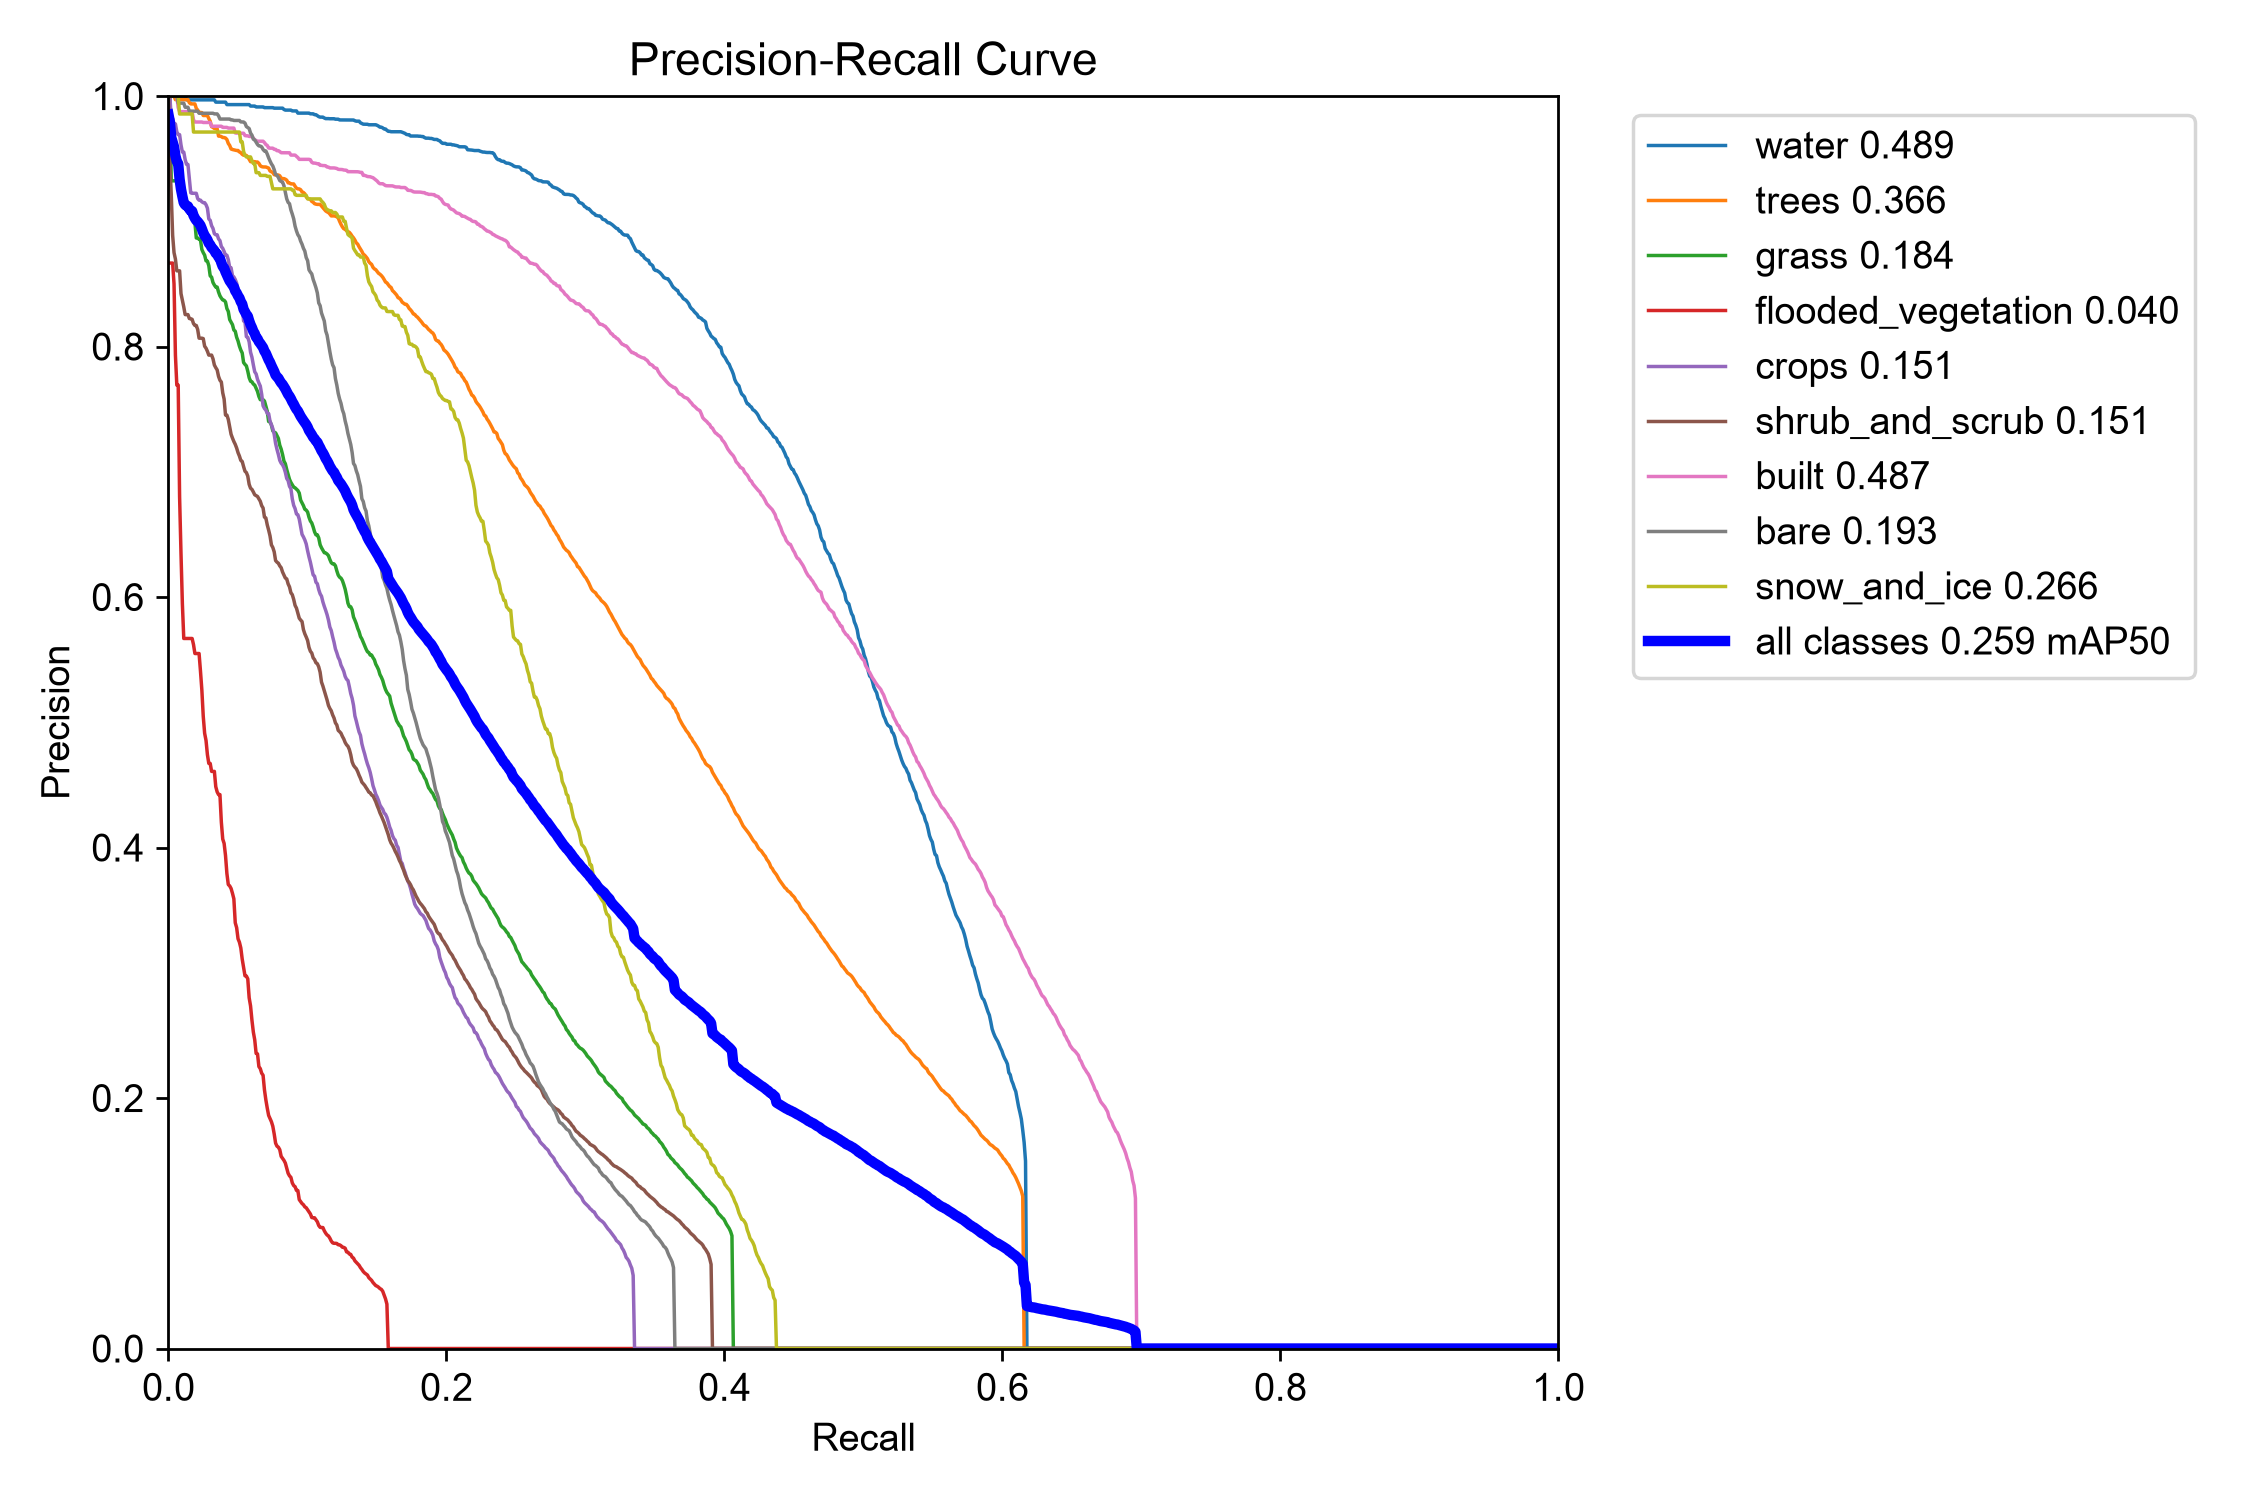 Precision-Recall Curve
1.0
0.8
0.6
0.4
0.2
0.0
Precision
0.0 0.2 0.4 0.6 0.8 1.0
Recall
water 0.489
trees 0.366
grass 0.184
flooded_vegetation 0.040
crops 0.151
shrub_and_scrub 0.151
built 0.487
bare 0.193
snow_and_ice 0.266
all classes 0.259 mAP50